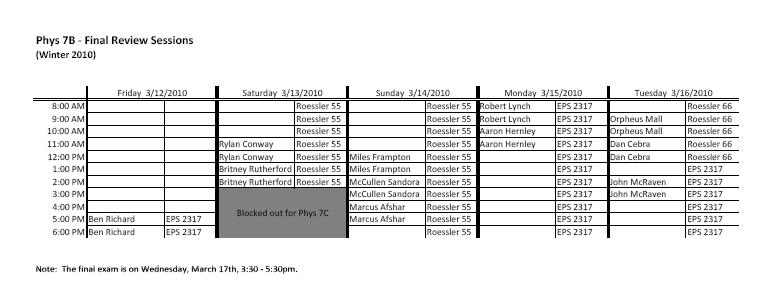 Phys 7B - Final Review Sessions
(Winter 2010)
Friday 3/12/2010 Saturday 3/13/2010 Sunday 3/14/2010 Monday 3/15/2010 Tuesday 3/16/2010
8:00 AM Roessler 55 Roessler 55 Robert Lynch EPS 2317 Roessler 66
9:00 AM Roessler 55 Roessler 55 Robert Lynch EPS 2317 Orpheus Mall Roessler 66
10:00 AM Roessler 55 Roessler 55 Aaron Hernley EPS 2317 Orpheus Mall Roessler 66
11:00 AM Rylan Conway Roessler 55 Roessler 55 Aaron Hernley EPS 2317 Dan Cebra Roessler 66
12:00 PM Rylan Conway Roessler 55 Miles Frampton Roessler 55 EPS 2317 Dan Cebra Roessler 66
1:00 PM Britney Rutherford Roessler 55 Miles Frampton Roessler 55 EPS 2317 EPS 2317
2:00 PM Britney Rutherford Roessler 55 McCullen Sandora Roessler 55 EPS 2317 John McRaven EPS 2317
3:00 PM McCullen Sandora Roessler 55 EPS 2317 John McRaven EPS 2317
4:00 PM Marcus Afshar Roessler 55 EPS 2317 EPS 2317
Blocked out for Phys 7C
5:00 PM Ben Richard EPS 2317 Marcus Afshar Roessler 55 EPS 2317 EPS 2317
6:00 PM Ben Richard EPS 2317 Roessler 55 EPS 2317 EPS 2317
Note: The final exam is on Wednesday, March 17th, 3:30 - 5:30pm.